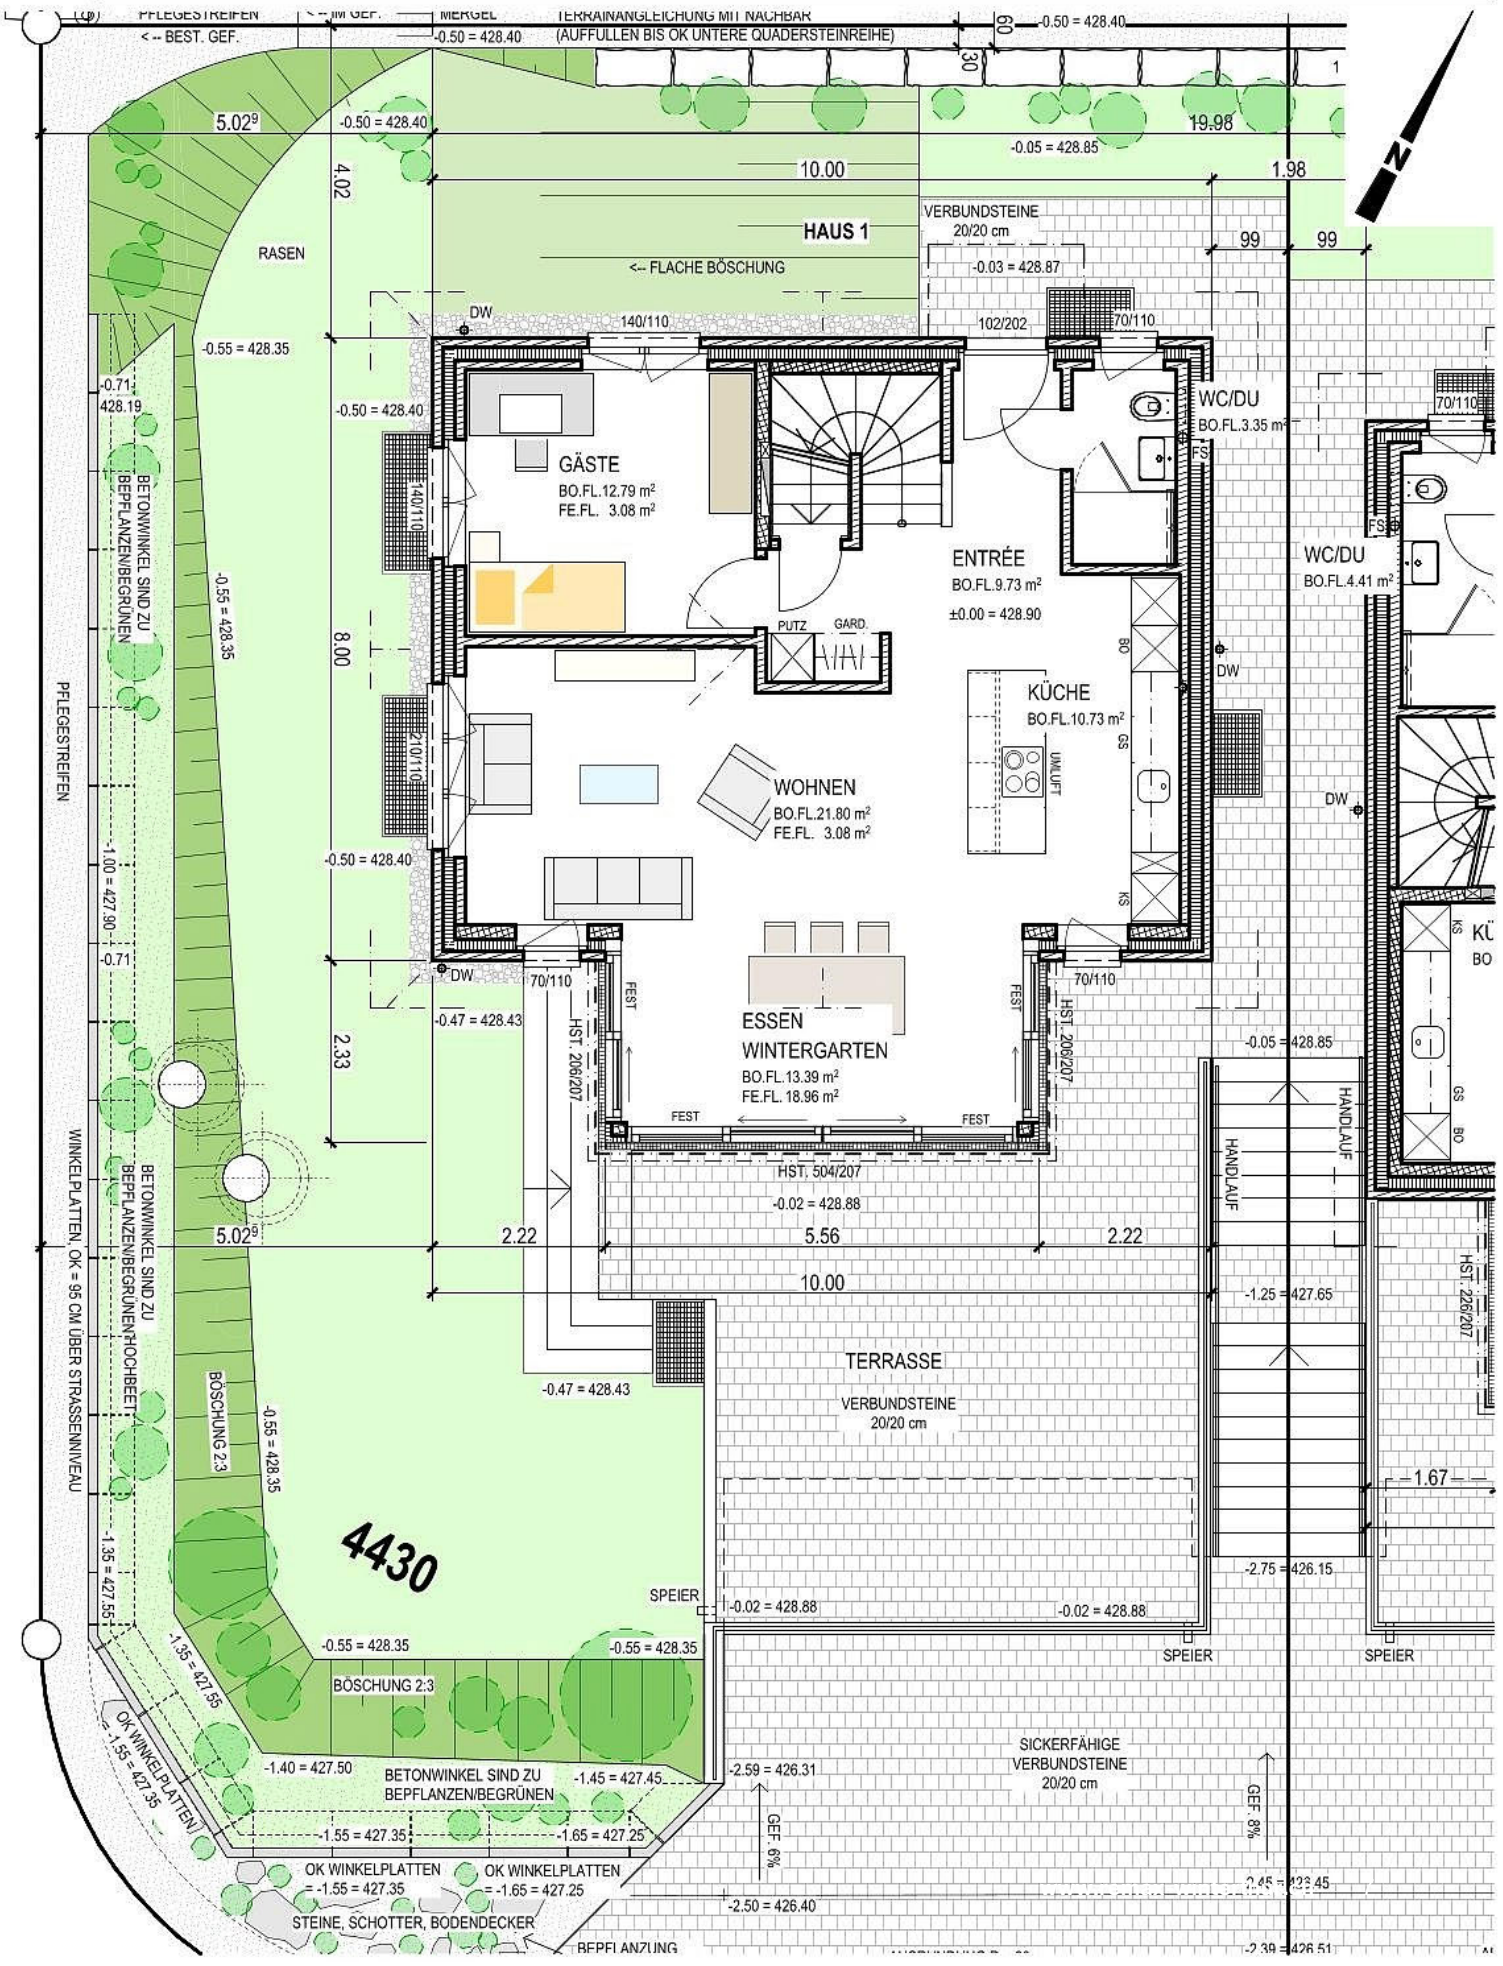 PFLEGESTREIFEN
<-- IM GEF.
MERGEL
TERRAINANGLEICHUNG MIT NACHBAR
<-- BEST. GEF.
-0.50 = 428.40
(AUFFÜLLEN BIS OK UNTERE QUADERSTEINREIHE)
60
-0.50 = 428.40
30
1
5.02⁹
-0.50 = 428.40
19.98
-0.05 = 428.85
N
4.02
10.00
1.98
RASEN
HAUS 1
VERBUNDSTEINE
20/20 cm
99
99
<-- FLACHE BÖSCHUNG
-0.03 = 428.87
DW
140/110
102/202
70/110
-0.55 = 428.35
-0.71
428.19
-0.50 = 428.40
WC/DU
BO.FL.3.35 m²
FS
70/110
GÄSTE
BO.FL.12.79 m²
FE.FL. 3.08 m²
140/110
BETONWINKEL SIND ZU
BEPFLANZEN/BEGRÜNEN
FS
WC/DU
BO.FL.4.41 m²
ENTRÉE
BO.FL.9.73 m²
±0.00 = 428.90
-0.55 = 428.35
8.00
PUTZ
GARD.
BO
DW
PFLEGESTREIFEN
KÜCHE
BO.FL.10.73 m²
GS
UMLUFT
210/110
WOHNEN
BO.FL.21.80 m²
FE.FL. 3.08 m²
DW
-0.50 = 428.40
-1.00 = 427.90
KS
KS
KÜ
BO
-0.71
DW
70/110
70/110
FEST
FEST
-0.47 = 428.43
HST. 206/207
HST. 206/207
ESSEN
WINTERGARTEN
BO.FL.13.39 m²
FE.FL. 18.96 m²
-0.05 = 428.85
2.33
GS
BO
FEST
FEST
HANDLAUF
HANDLAUF
HST. 504/207
-0.02 = 428.88
WINKELPLATTEN, OK = 95 CM ÜBER STRASSENNIVEAU
BETONWINKEL SIND ZU
BEPFLANZEN/BEGRÜNEN HOCHBEET
5.02⁹
2.22
5.56
2.22
10.00
-1.25 = 427.65
HST. 226/207
TERRASSE
-0.47 = 428.43
VERBUNDSTEINE
20/20 cm
BÖSCHUNG 2:3
-0.55 = 428.35
1.67
4430
-1.35 = 427.55
-2.75 = 426.15
SPEIER
-0.02 = 428.88
-0.02 = 428.88
-0.55 = 428.35
-0.55 = 428.35
SPEIER
SPEIER
-1.35 = 427.55
BÖSCHUNG 2:3
OK WINKELPLATTEN
= -1.55 = 427.35
SICKERFÄHIGE
VERBUNDSTEINE
20/20 cm
-1.40 = 427.50
BETONWINKEL SIND ZU
BEPFLANZEN/BEGRÜNEN
-1.45 = 427.45
-2.59 = 426.31
GEF. 6%
GEF. 8%
-1.55 = 427.35
-1.65 = 427.25
OK WINKELPLATTEN
= -1.55 = 427.35
OK WINKELPLATTEN
= -1.65 = 427.25
-2.50 = 426.40
STEINE, SCHOTTER, BODENDECKER
BEPFLANZUNG
-2.39 = 426.51